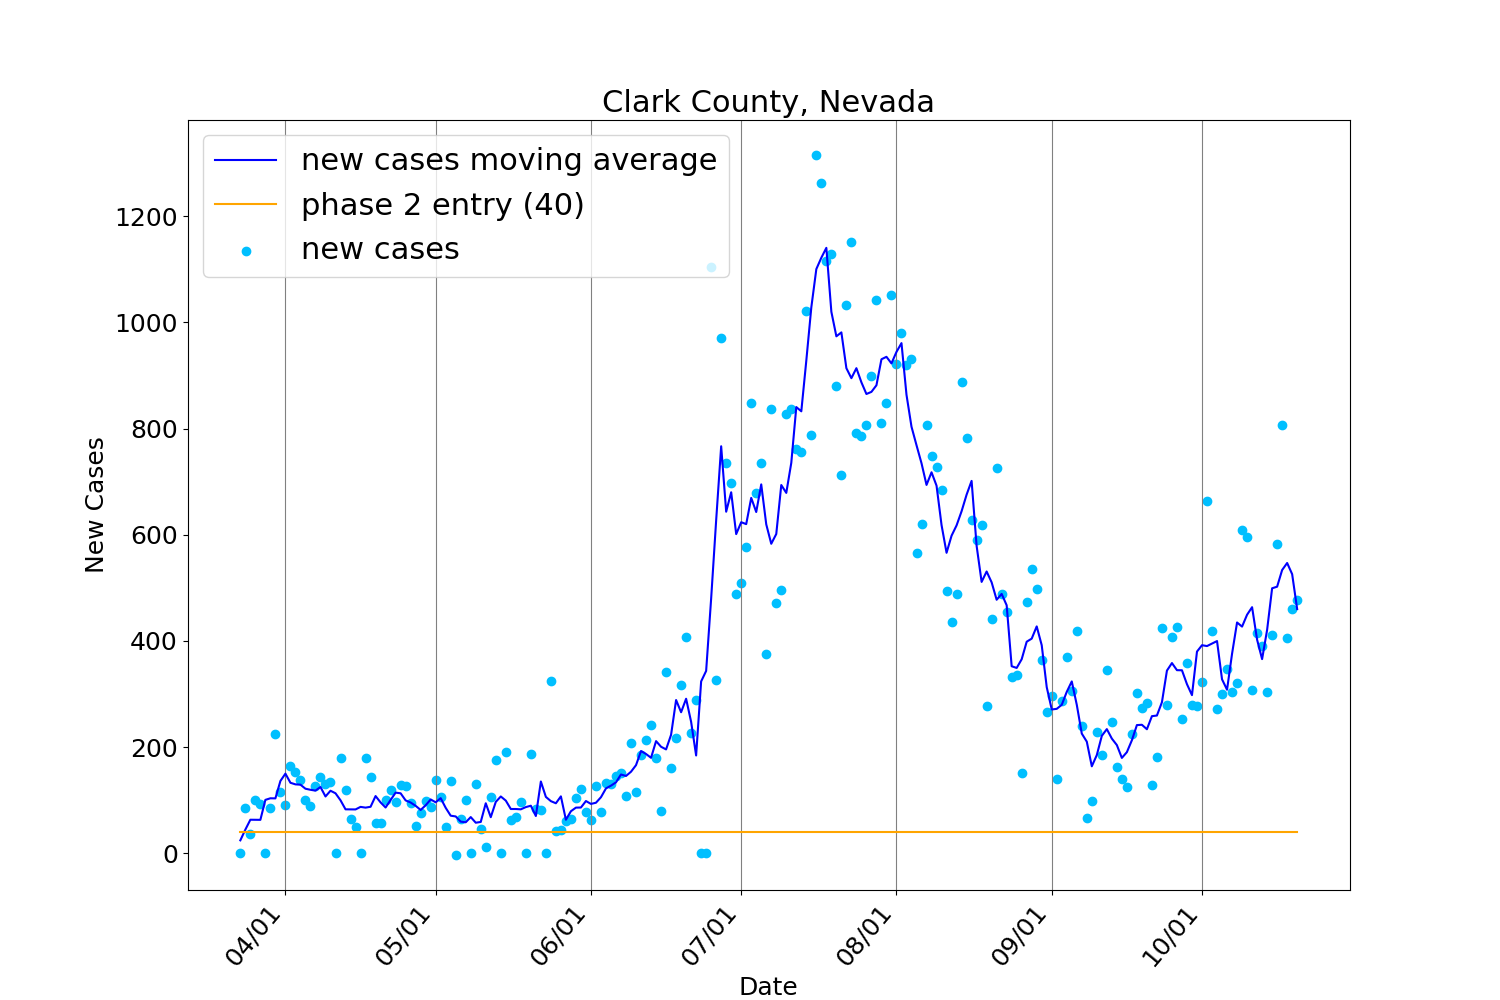 Clark County, Nevada
new cases moving average
phase 2 entry (40)
new cases
1200
1000
800
600
400
200
0
New Cases
04/01
05/01
06/01
07/01
08/01
09/01
10/01
Date